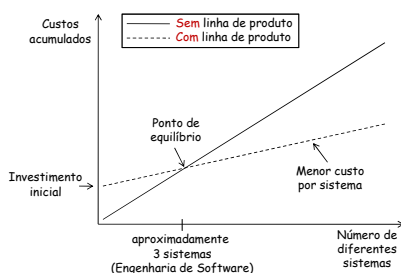 Custos
acumulados
Sem linha de produto
Com linha de produto
Ponto de
equilíbrio
Investimento
inicial
Menor custo
por sistema
aproximadamente
3 sistemas
(Engenharia de Software)
Número de
diferentes
sistemas